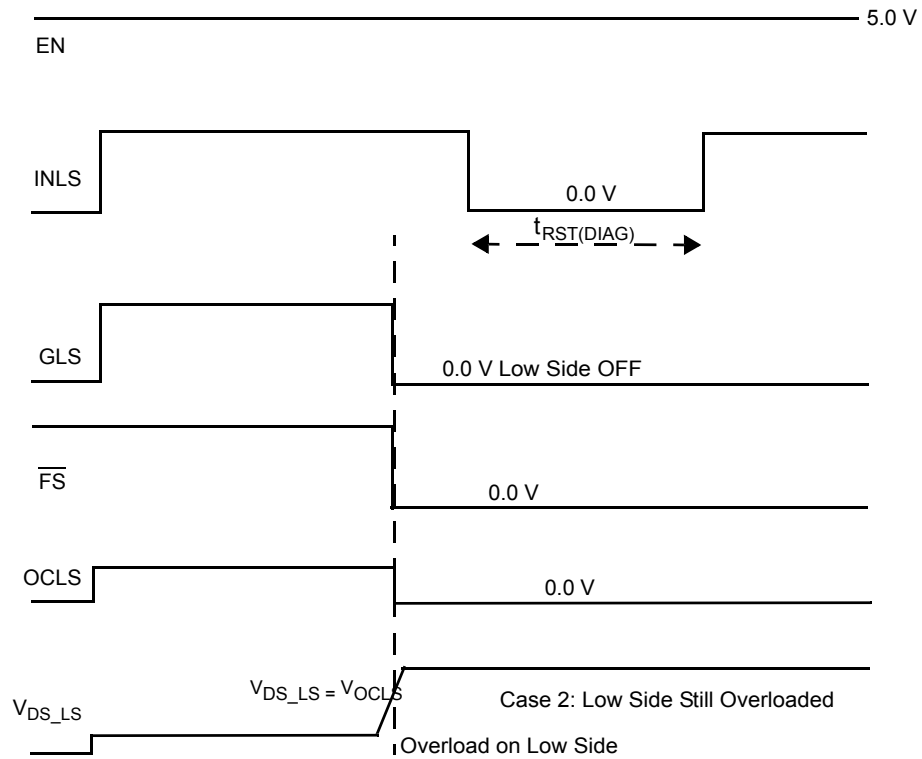 5.0 V
EN
INLS
0.0 V
tRST(DIAG)
GLS
0.0 V Low Side OFF
FS
0.0 V
OCLS
0.0 V
VDS_LS = VOCLS
Case 2: Low Side Still Overloaded
VDS_LS
Overload on Low Side